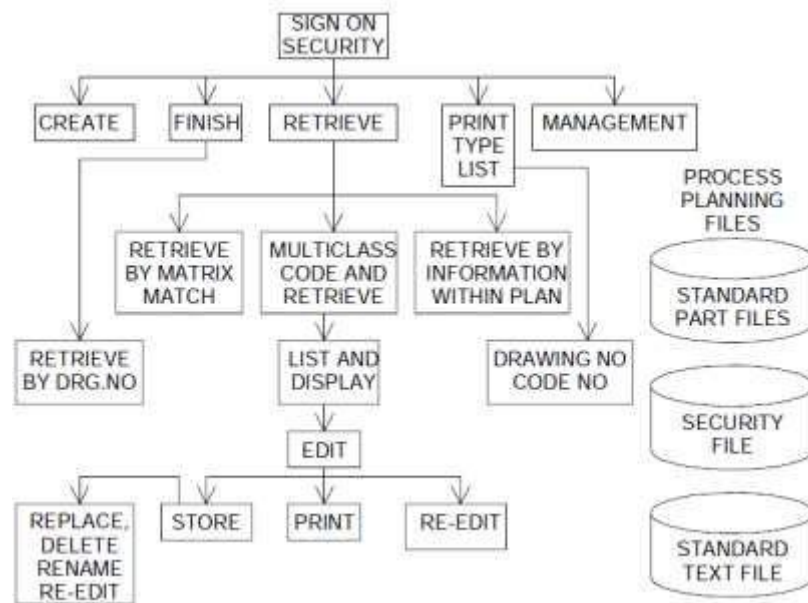 SIGN ON
SECURITY
CREATE
FINISH
RETRIEVE
PRINT
TYPE
LIST
MANAGEMENT
PROCESS
PLANNING
FILES
RETRIEVE
BY MATRIX
MATCH
MULTICLASS
CODE AND
RETRIEVE
RETRIEVE BY
INFORMATION
WITHIN PLAN
STANDARD
PART FILES
RETRIEVE
BY DRG.NO
LIST AND
DISPLAY
DRAWING NO
CODE NO
SECURITY
FILE
EDIT
REPLACE,
DELETE
RENAME
RE-EDIT
STORE
PRINT
RE-EDIT
STANDARD
TEXT FILE